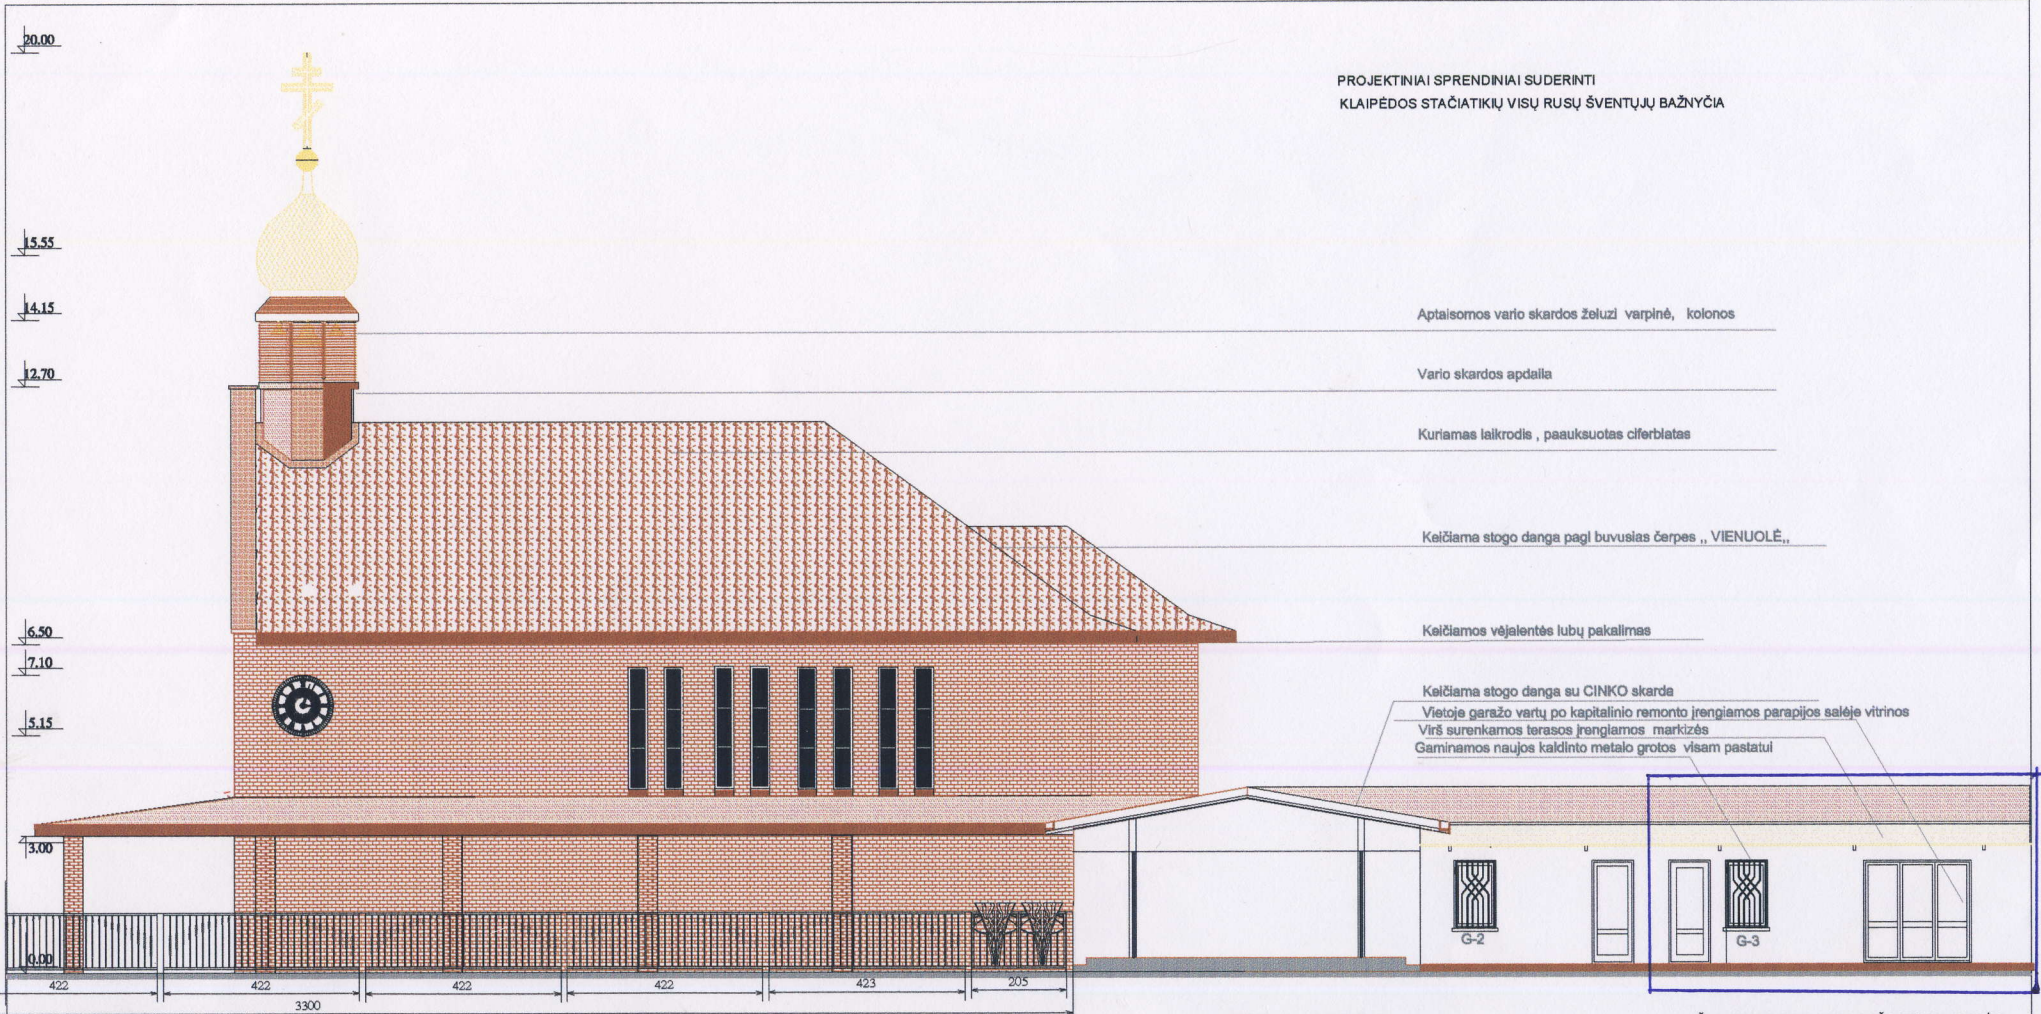 20.00
PROJEKTINIAI SPRENDINIAI SUDERINTI
KLAIPĖDOS STAČIATIKIŲ VISŲ RUSŲ ŠVENTŲJŲ BAŽNYČIA
15.55
14.15
Aptaisomos vario skardos želuzi varpinė, kolonos
12.70
Vario skardos apdaila
Kuriamas laikrodis , paauksuotas ciferblatas
Keičiama stogo danga pagl buvusias čerpes ,, VIENUOLĖ,,
6.50
Keičiamos vėjalentės lubų pakalimas
7.10
Keičiama stogo danga su CINKO skarda
Vietoje garažo vartų po kapitalinio remonto įrengiamos parapijos salėje vitrinos
5.15
Virš surenkamos terasos įrengiamos markizės
Gaminamos naujos kaldinto metalo grotos visam pastatui
3.00
G-2
G-3
0.00
422
422
422
422
423
205
3300